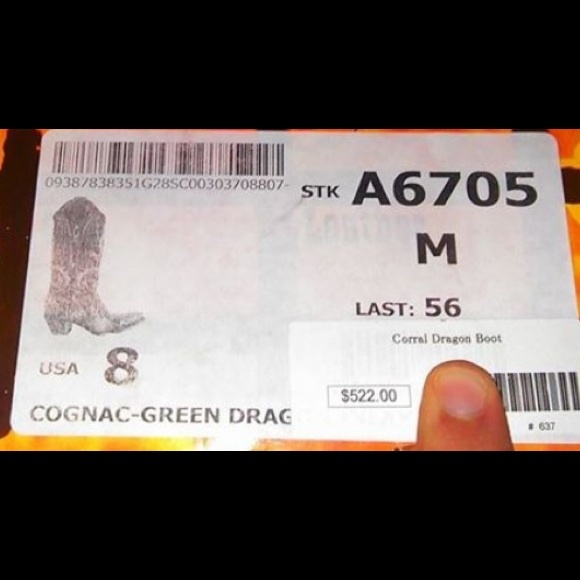 09387838351G28SC00303708807-
STK A6705
M
LAST: 56
Corral Dragon Boot
USA 8
$522.00
COGNAC-GREEN DRAG
# 637